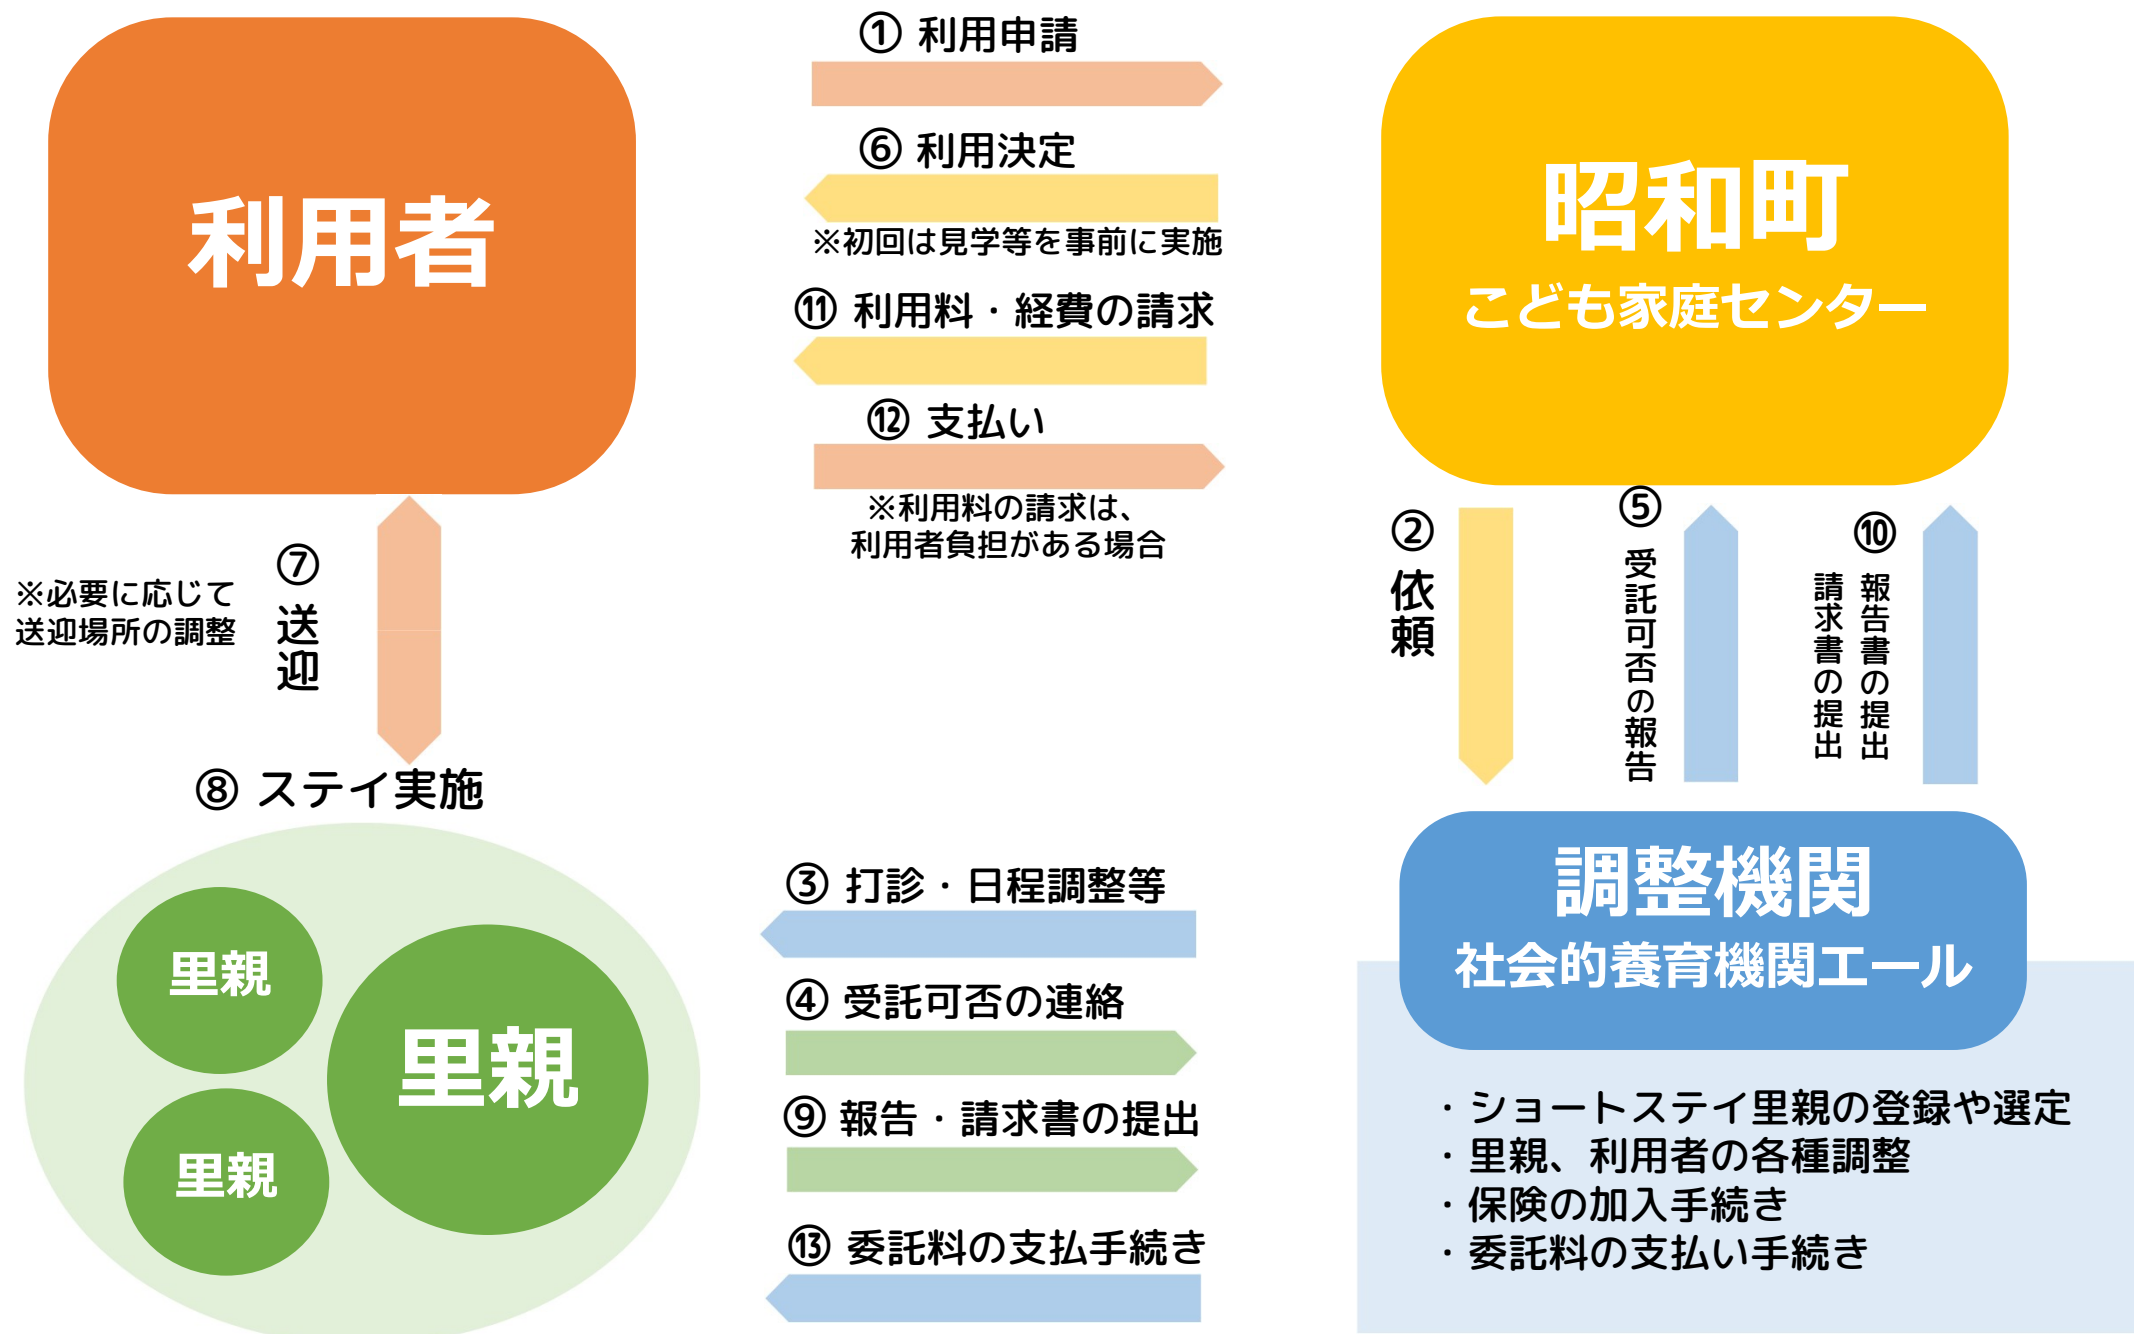 利用者
① 利用申請
⑥ 利用決定
※初回は見学等を事前に実施
⑪ 利用料・経費の請求
⑫ 支払い
※利用料の請求は、
利用者負担がある場合
昭和町
こども家庭センター
② 依頼
⑤ 受託可否の報告
⑩ 報告書の提出
請求書の提出
⑦ 送迎
※必要に応じて
送迎場所の調整
⑧ ステイ実施
里親
里親
里親
③ 打診・日程調整等
④ 受託可否の連絡
⑨ 報告・請求書の提出
⑬ 委託料の支払手続き
調整機関
社会的養育機関エール
・ショートステイ里親の登録や選定
・里親、利用者の各種調整
・保険の加入手続き
・委託料の支払い手続き